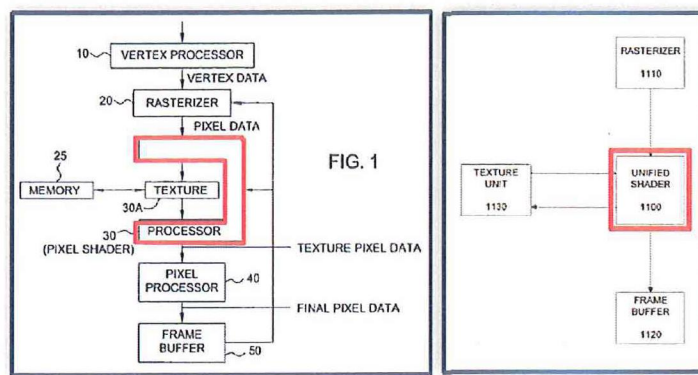 10
VERTEX PROCESSOR
VERTEX DATA
20
RASTERIZER
PIXEL DATA
25
MEMORY
TEXTURE
30A
FIG. 1
30
PROCESSOR
(PIXEL SHADER)
TEXTURE PIXEL DATA
PIXEL
PROCESSOR
40
FINAL PIXEL DATA
FRAME
BUFFER
50
RASTERIZER
1110
TEXTURE
UNIT
1130
UNIFIED
SHADER
1100
FRAME
BUFFER
1120